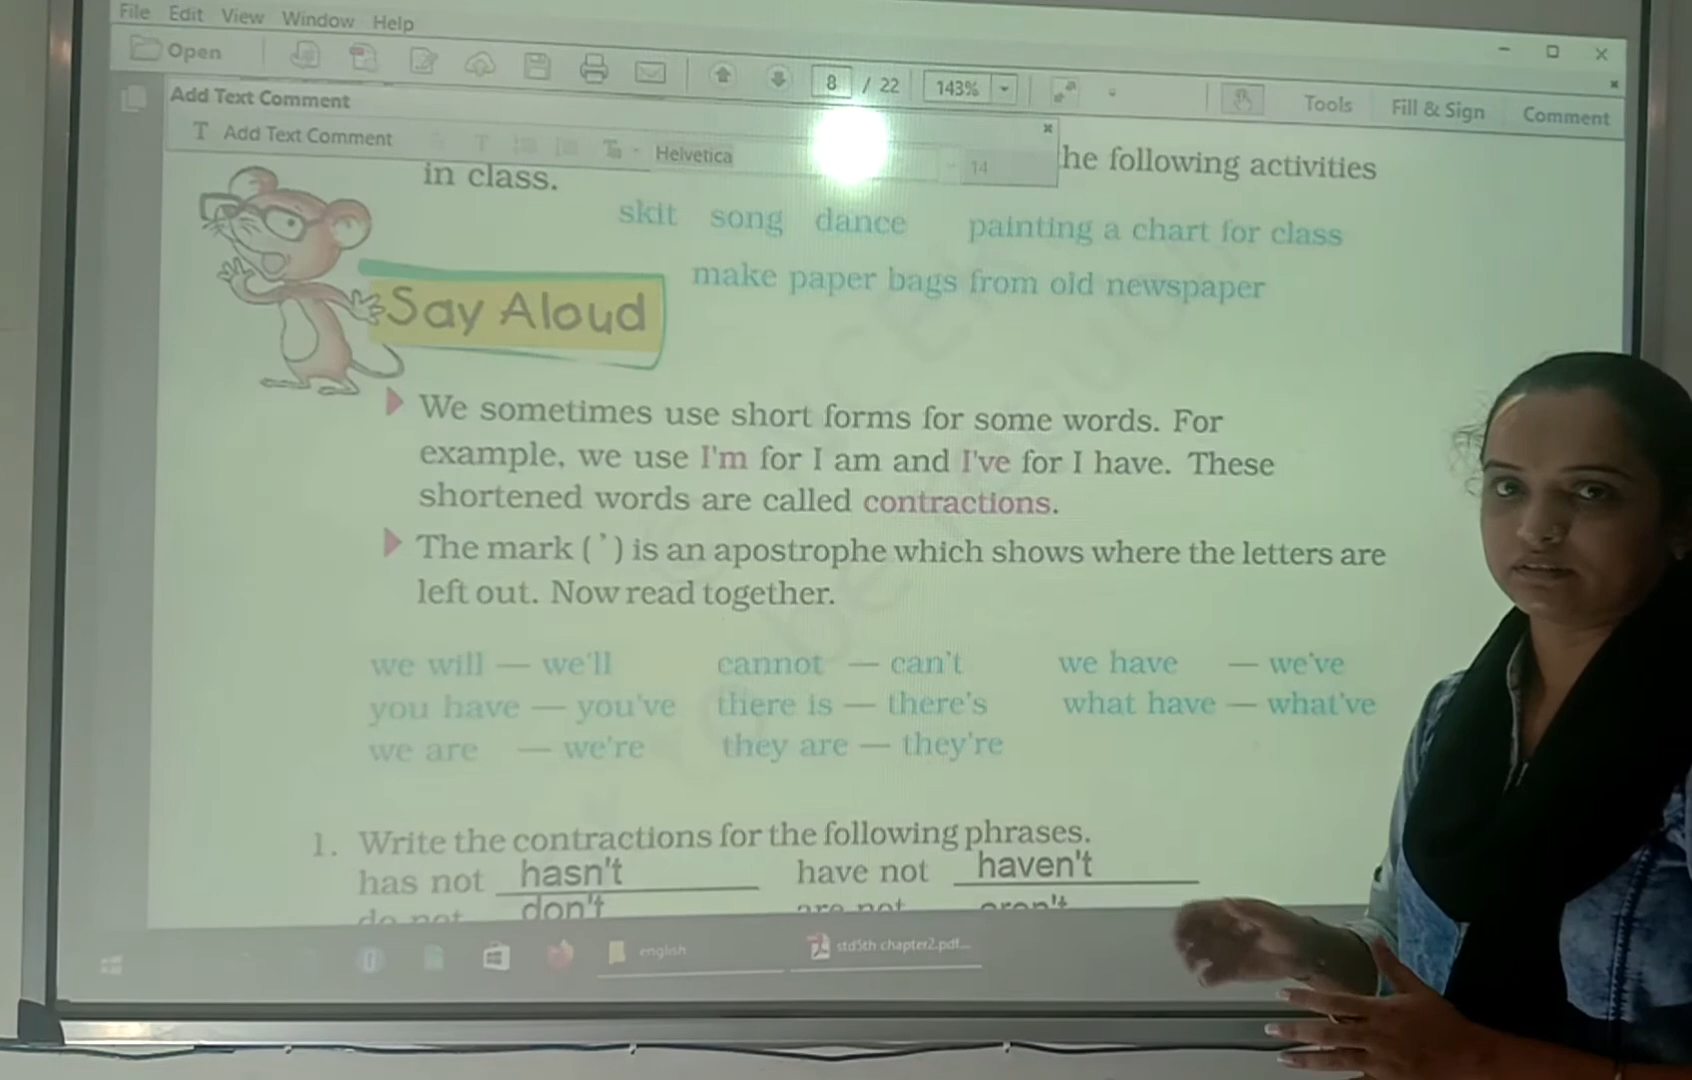 File Edit View Window Help
Open 8 / 22 143% Tools Fill & Sign Comment
Add Text Comment
T Add Text Comment Helvetica 14
he following activities
in class.
skit song dance painting a chart for class
make paper bags from old newspaper
Say Aloud
We sometimes use short forms for some words. For
example, we use I'm for I am and I've for I have. These
shortened words are called contractions.
The mark (') is an apostrophe which shows where the letters are
left out. Now read together.
we will — we'll cannot — can't we have — we've
you have — you've there is — there's what have — what've
we are — we're they are — they're
1. Write the contractions for the following phrases.
has not hasn't have not haven't
do not don't are not aren't
english std5th chapter2.pdf...